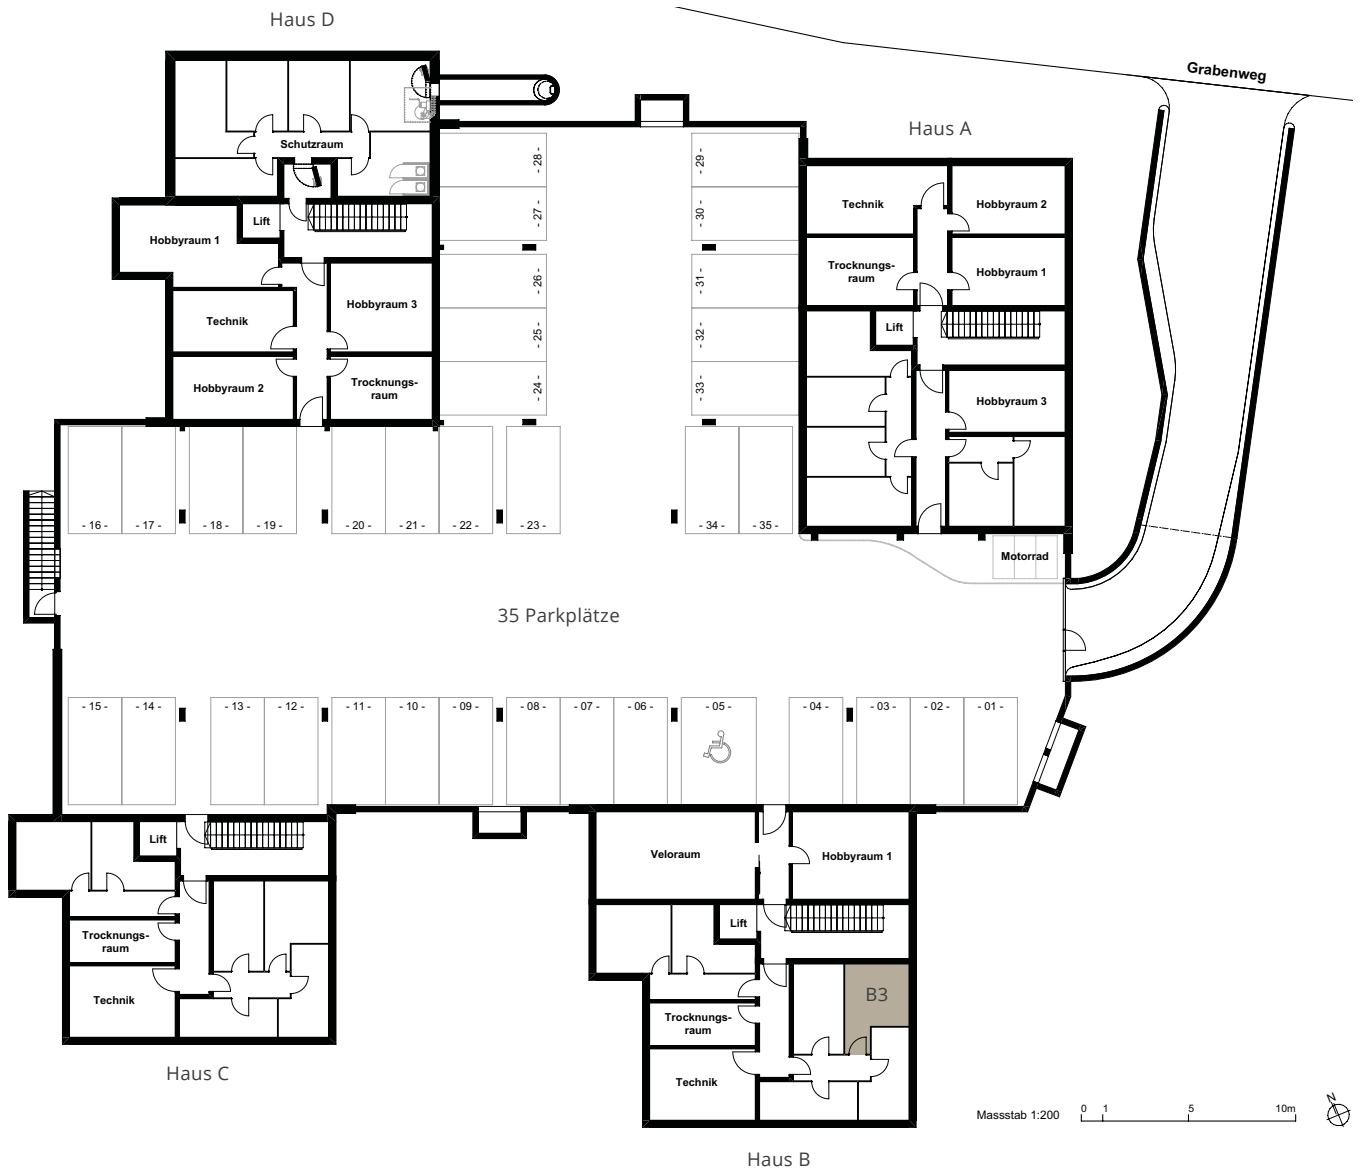 Haus D
Grabenweg
Haus A
Schutzraum
- 28 -
- 29 -
Technik
Hobbyraum 2
Lift
- 27 -
- 30 -
Hobbyraum 1
Trocknungs-
raum
Hobbyraum 1
- 26 -
- 31 -
Hobbyraum 3
Technik
- 25 -
- 32 -
Lift
Hobbyraum 2
Trocknungs-
raum
- 24 -
- 33 -
Hobbyraum 3
- 16 -
- 17 -
- 18 -
- 19 -
- 20 -
- 21 -
- 22 -
- 23 -
- 34 -
- 35 -
Motorrad
35 Parkplätze
- 15 -
- 14 -
- 13 -
- 12 -
- 11 -
- 10 -
- 09 -
- 08 -
- 07 -
- 06 -
- 05 -
- 04 -
- 03 -
- 02 -
- 01 -
Lift
Veloraum
Hobbyraum 1
Trocknungs-
raum
Lift
Technik
B3
Trocknungs-
raum
Haus C
Technik
Massstab 1:200
0 1 5 10m
N
Haus B